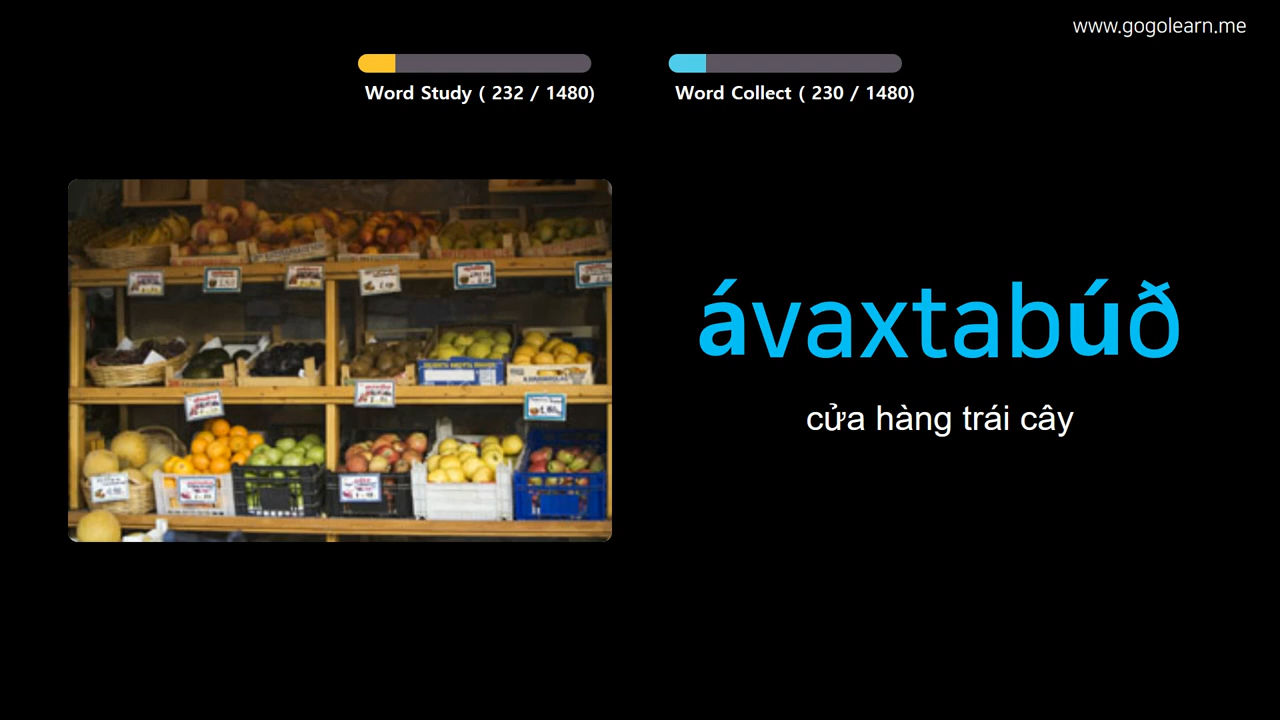 www.gogolearn.me
Word Study ( 232 / 1480)
Word Collect ( 230 / 1480)
ávaxtabúð
cửa hàng trái cây